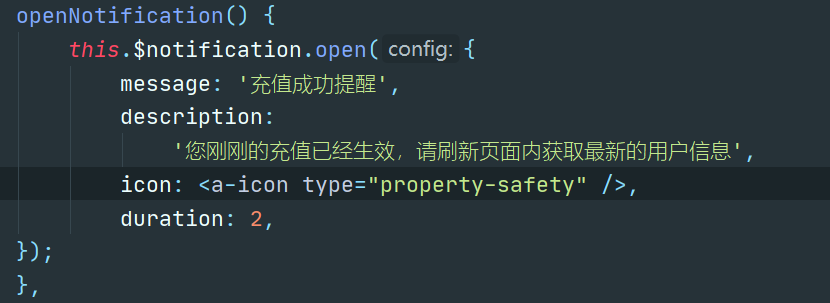 openNotification() {
this.$notification.open( config: {
message: '充值成功提醒',
description:
'您刚刚的充值已经生效，请刷新页面内获取最新的用户信息',
icon: <a-icon type="property-safety" />,
duration: 2,
});
},